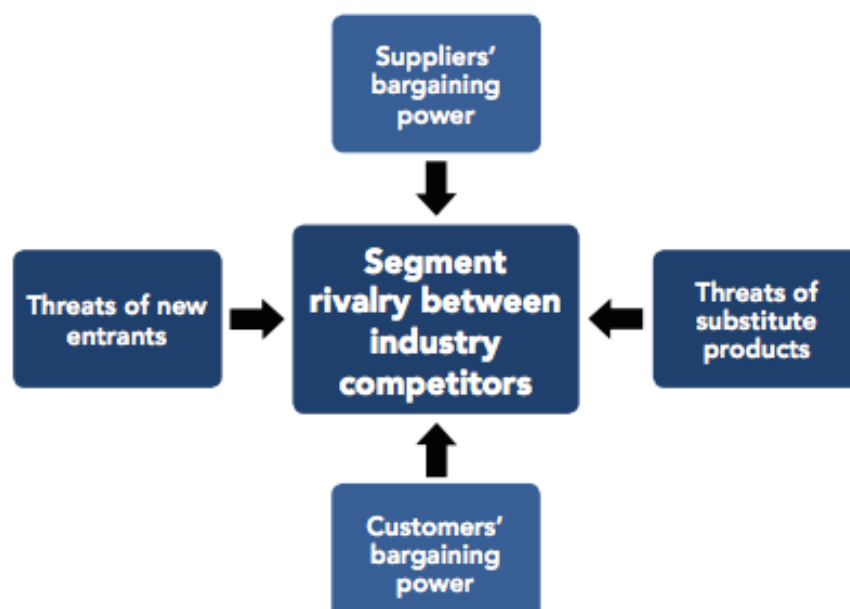 Suppliers’
bargaining
power
Threats of new
entrants
Segment
rivalry between
industry
competitors
Threats of
substitute
products
Customers’
bargaining
power